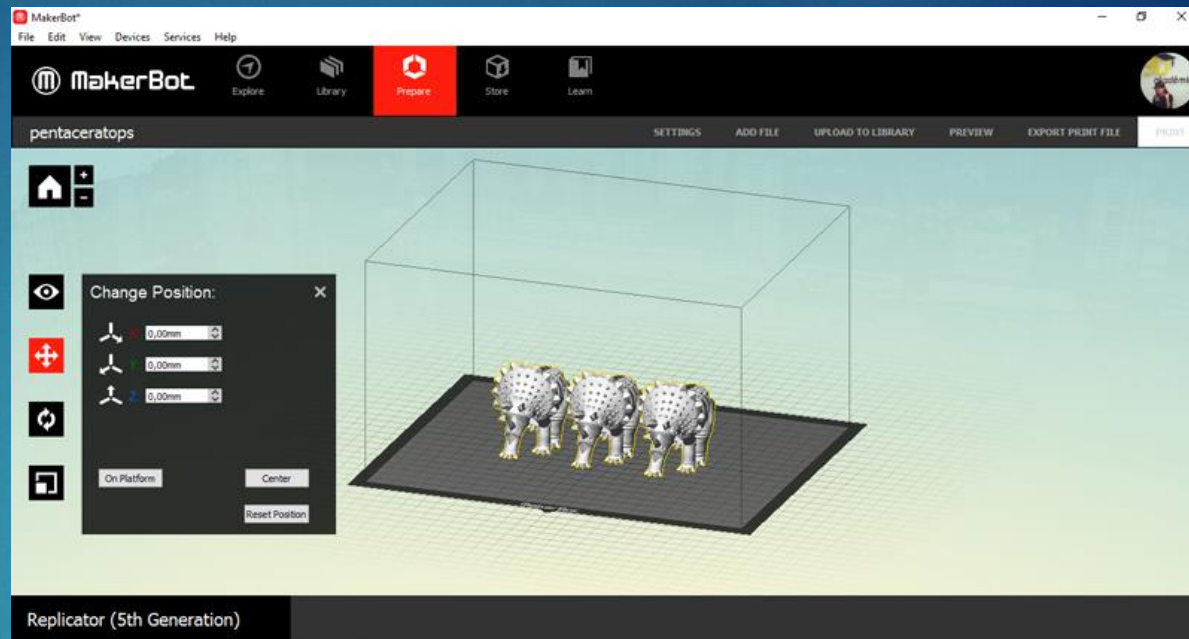 MakerBot*
File Edit View Devices Services Help
MakerBot
Explore Library Prepare Store Learn
pentaceratops SETTINGS ADD FILE UPLOAD TO LIBRARY PREVIEW EXPORT PRINT FILE PRINT
+
-
Change Position:
X: 0,00mm
Y: 0,00mm
Z: 0,00mm
On Platform Center
Reset Position
Replicator (5th Generation)